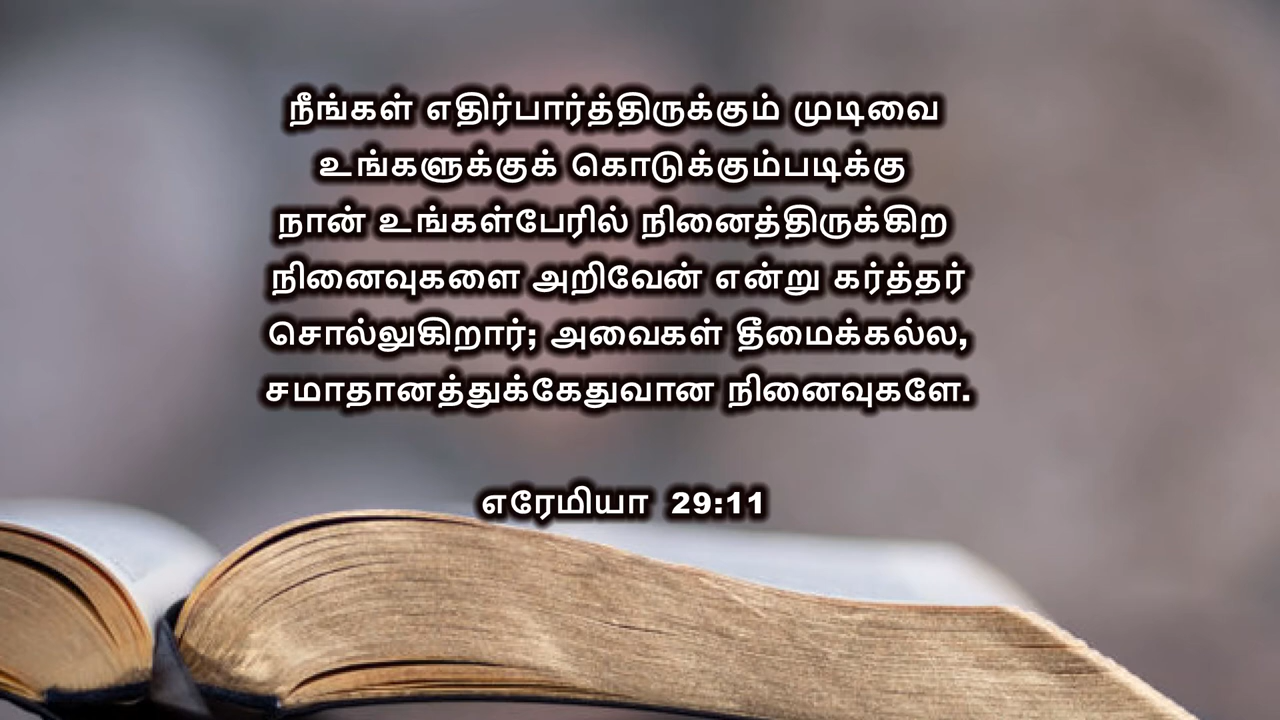 நீங்கள் எதிர்பார்த்திருக்கும் முடிவை
உங்களுக்குக் கொடுக்கும்படிக்கு
நான் உங்கள்பேரில் நினைத்திருக்கிற
நினைவுகளை அறிவேன் என்று கர்த்தர்
சொல்லுகிறார்; அவைகள் தீமைக்கல்ல,
சமாதானத்துக்கேதுவான நினைவுகளே.
எரேமியா 29:11